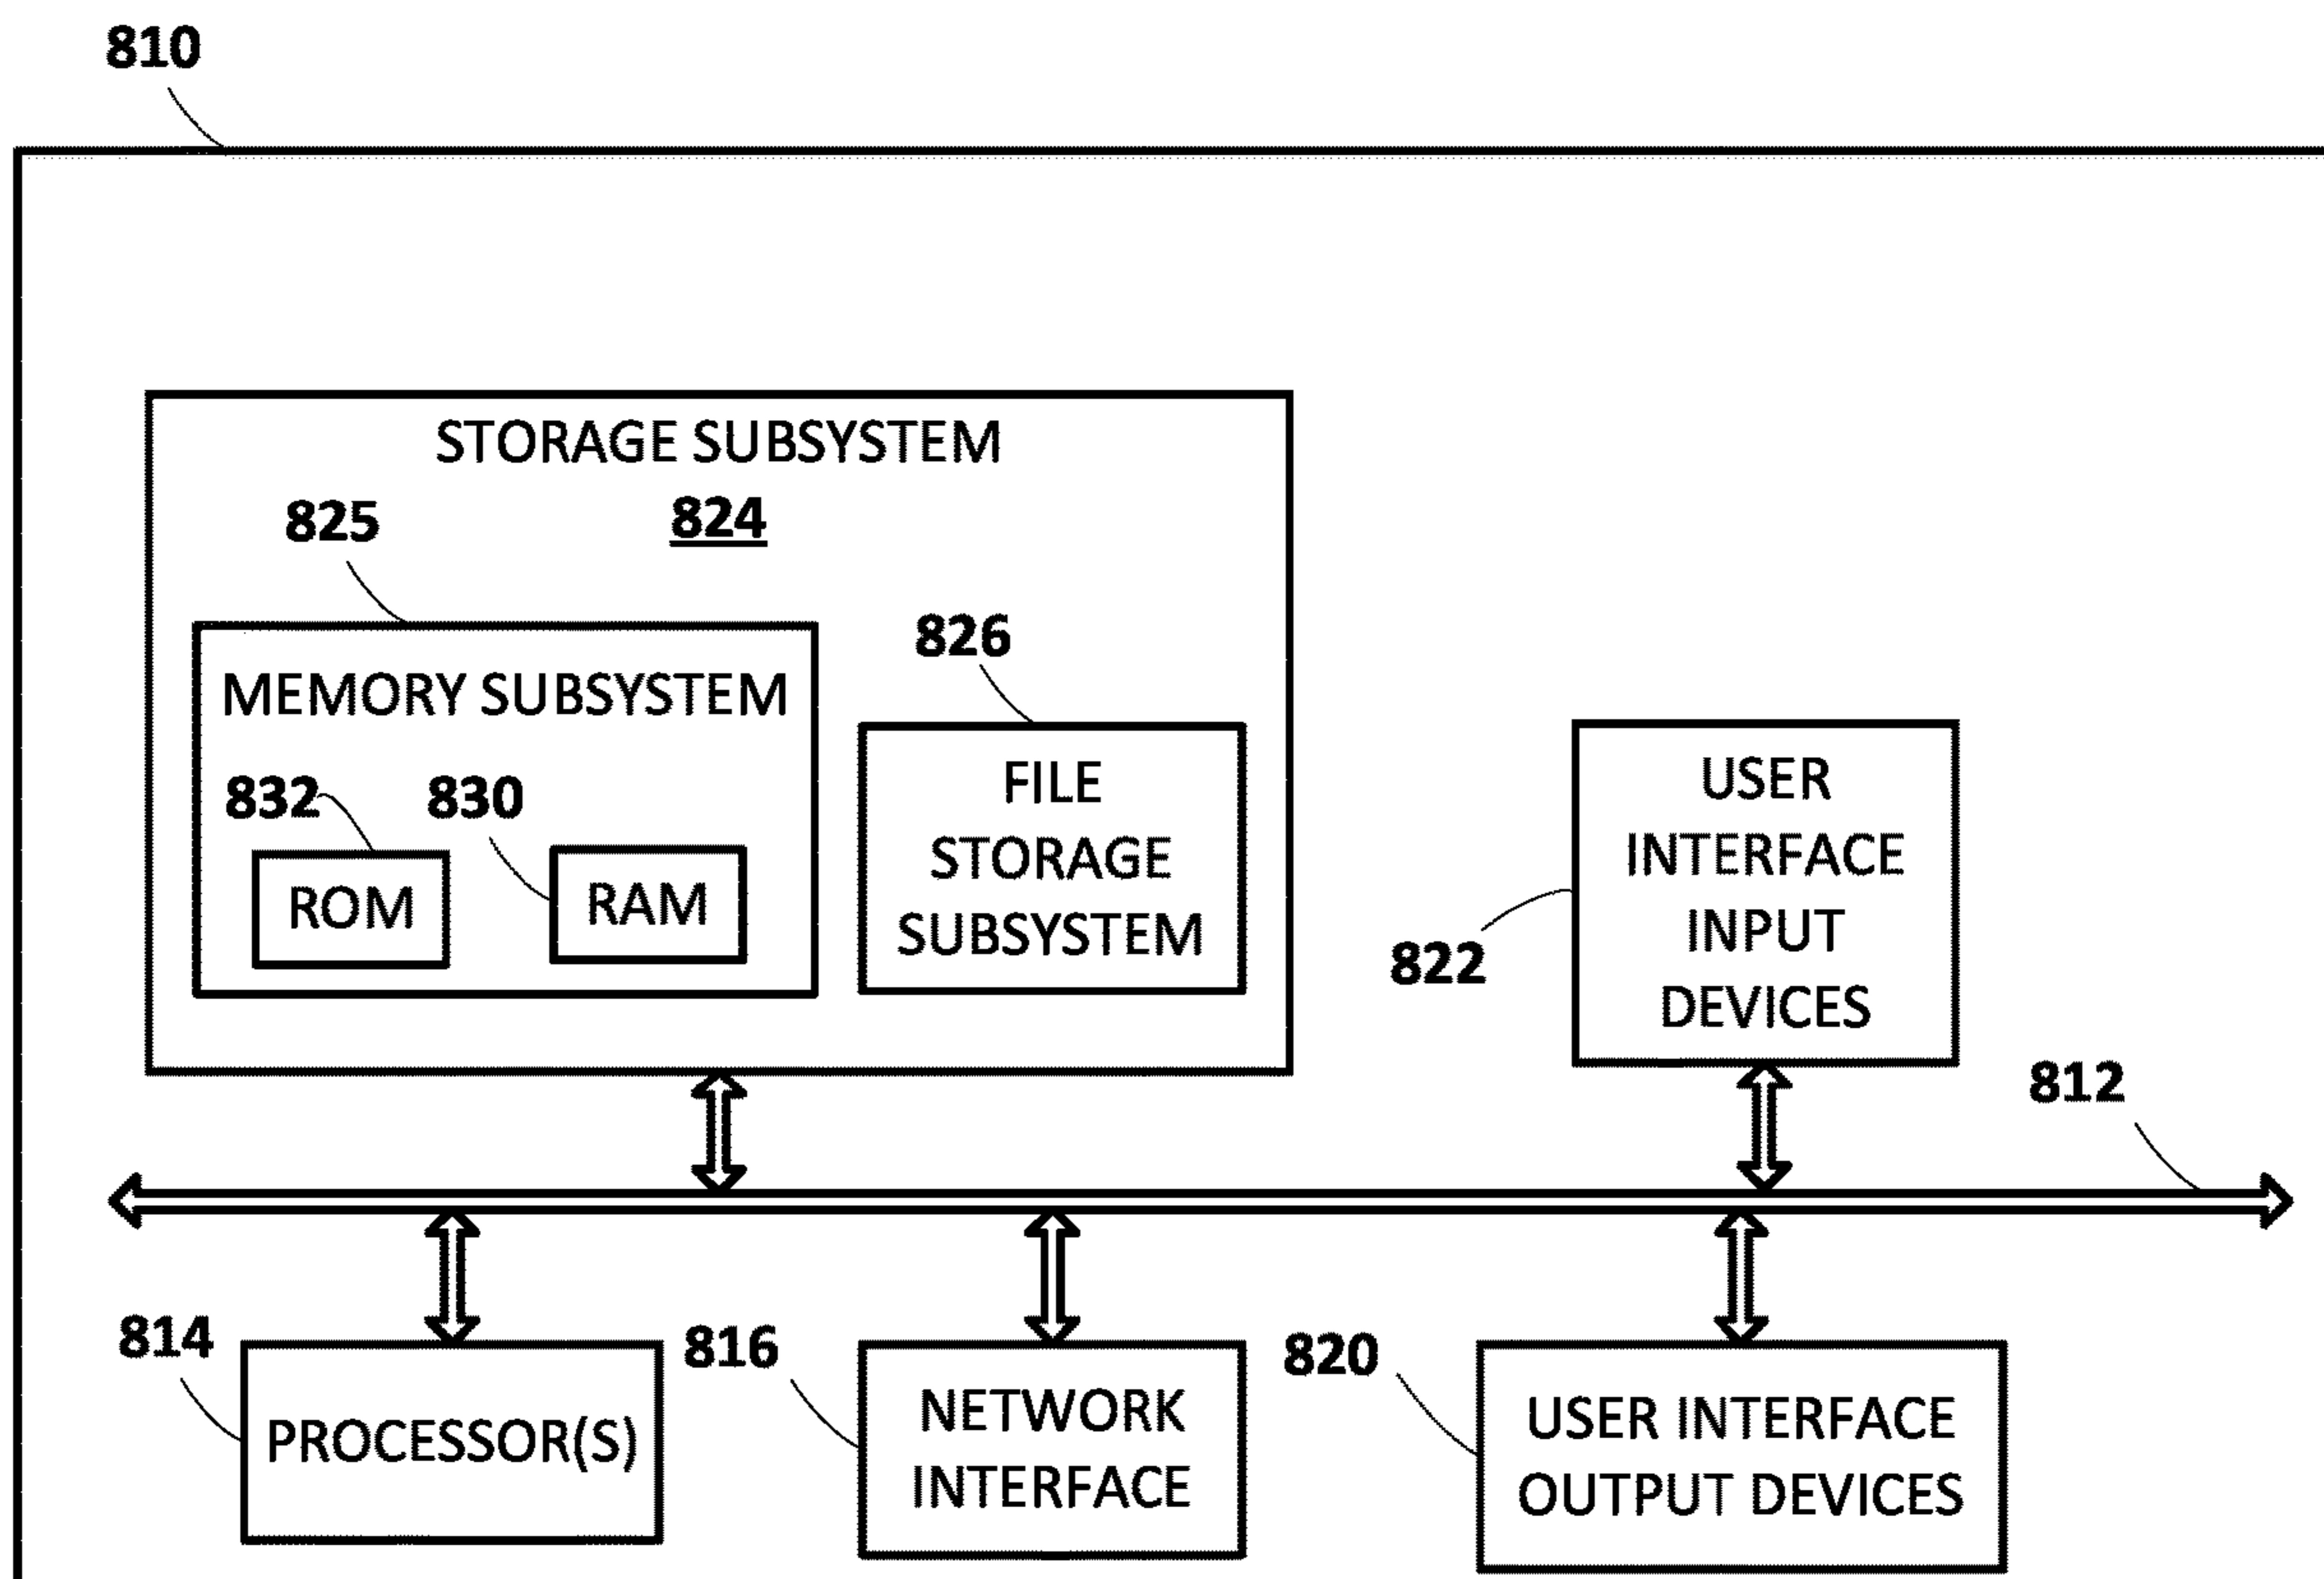 810
STORAGE SUBSYSTEM
824
825
MEMORY SUBSYSTEM
832
830
ROM
RAM
826
FILE
STORAGE
SUBSYSTEM
USER
INTERFACE
INPUT
DEVICES
822
812
814
PROCESSOR(S)
816
NETWORK
INTERFACE
820
USER INTERFACE
OUTPUT DEVICES